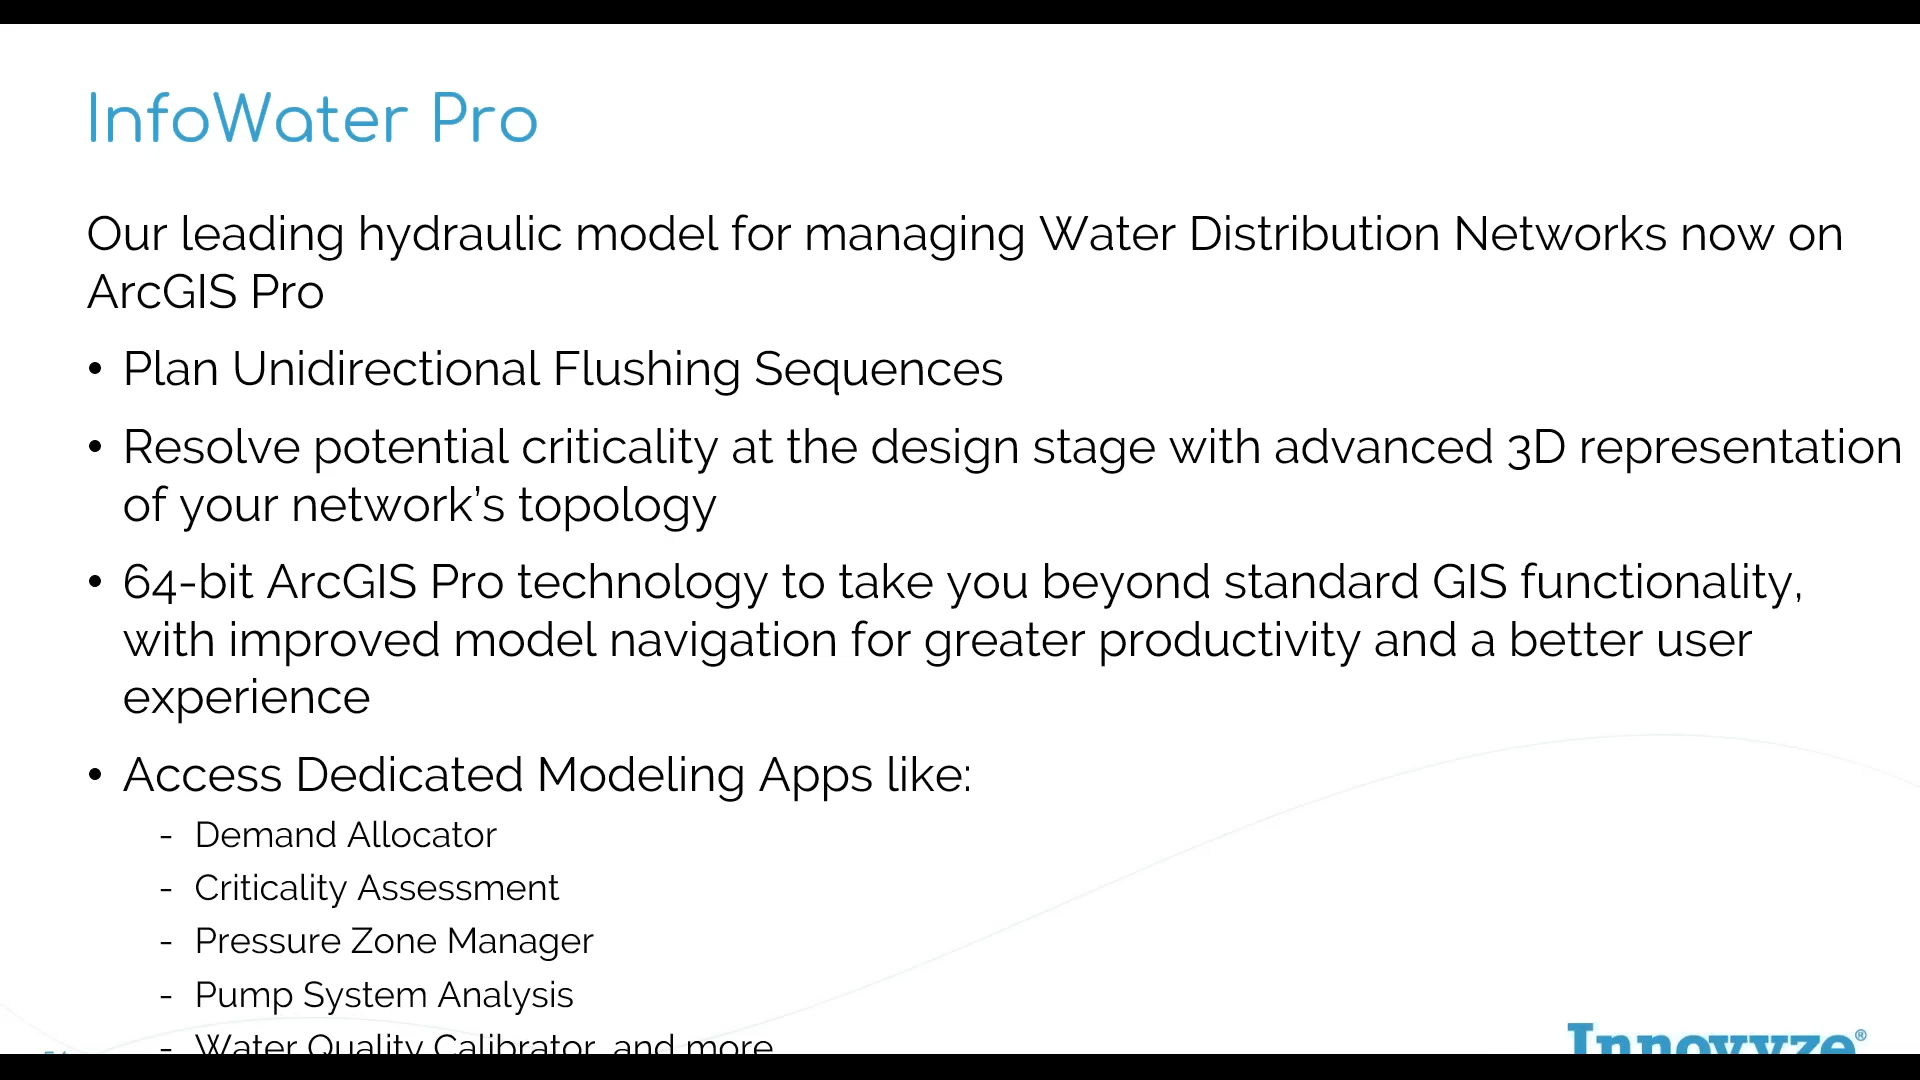 InfoWater Pro
Our leading hydraulic model for managing Water Distribution Networks now on
ArcGIS Pro
• Plan Unidirectional Flushing Sequences
• Resolve potential criticality at the design stage with advanced 3D representation
of your network’s topology
• 64-bit ArcGIS Pro technology to take you beyond standard GIS functionality,
with improved model navigation for greater productivity and a better user
experience
• Access Dedicated Modeling Apps like:
- Demand Allocator
- Criticality Assessment
- Pressure Zone Manager
- Pump System Analysis
- Water Quality Calibrator, and more
Innovyze®